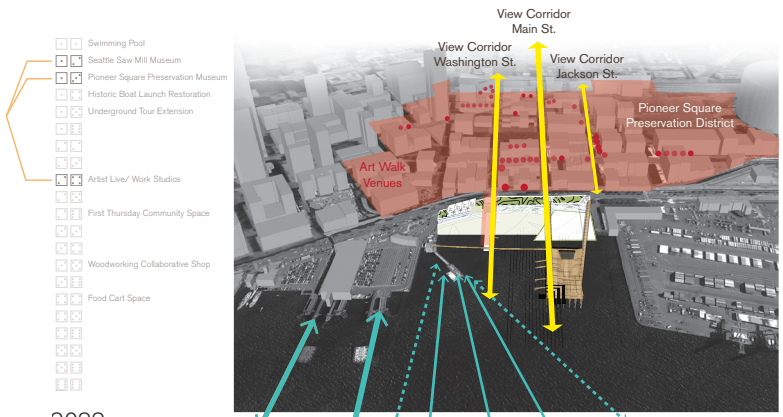 Swimming Pool
Seattle Saw Mill Museum
Pioneer Square Preservation Museum
Historic Boat Launch Restoration
Underground Tour Extension
Artist Live/ Work Studios
First Thursday Community Space
Woodworking Collaborative Shop
Food Cart Space
View Corridor
Main St.
View Corridor
Washington St.
View Corridor
Jackson St.
Pioneer Square
Preservation District
Art Walk
Venues